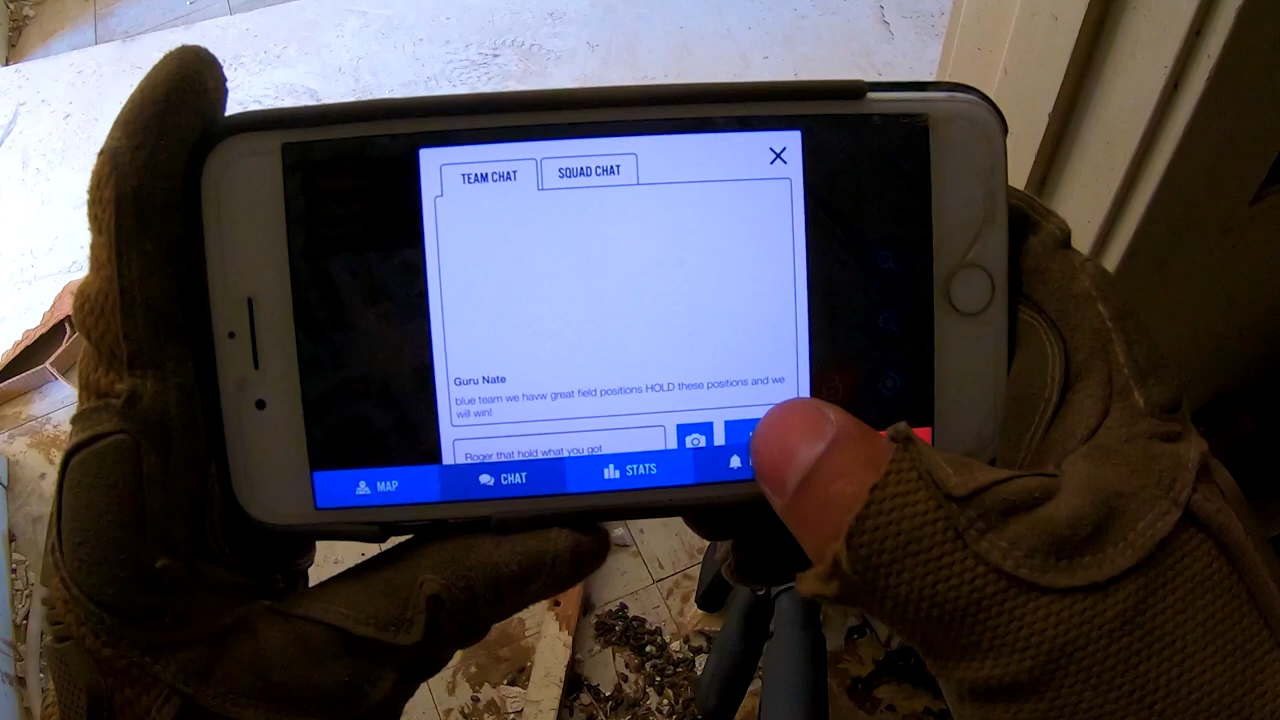 TEAM CHAT
SQUAD CHAT
Guru Nate
blue team we havw great field positions HOLD these positions and we
will win!
Roger that hold what you got
MAP
CHAT
STATS